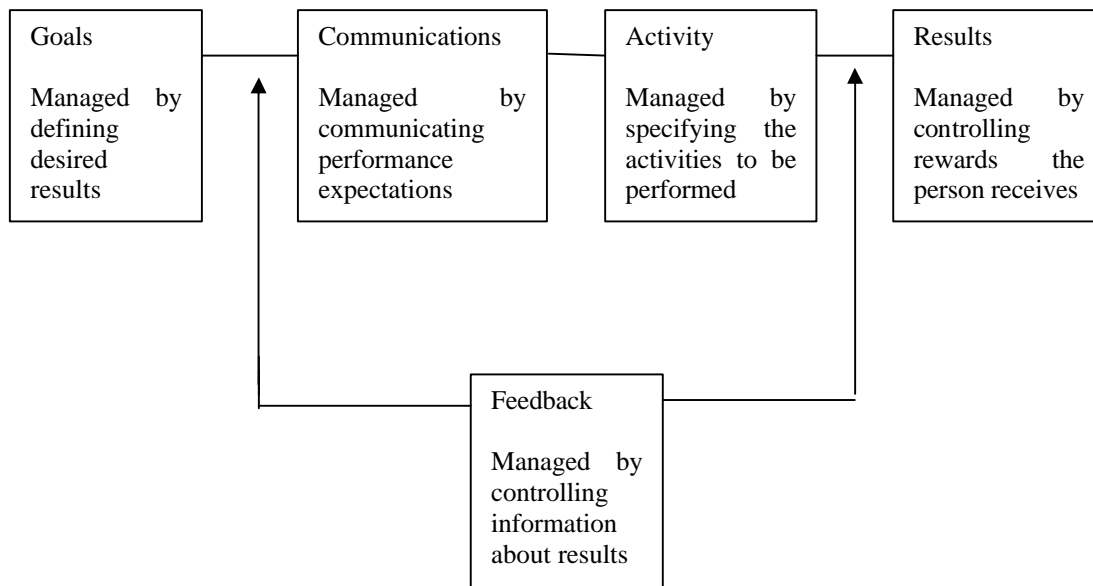 Goals
Managed by
defining
desired
results
Communications
Managed by
communicating
performance
expectations
Activity
Managed by
specifying the
activities to be
performed
Results
Managed by
controlling
rewards the
person receives
Feedback
Managed by
controlling
information
about results